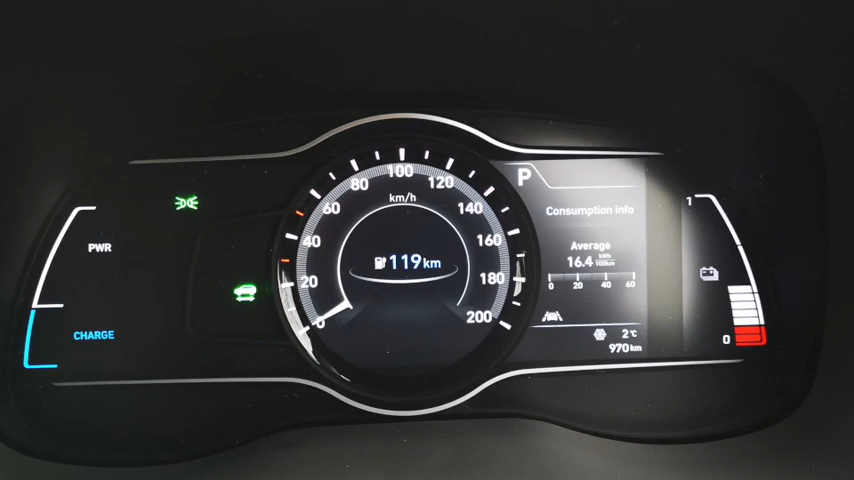 PWR
CHARGE
0
20
40
60
80
100
120
140
160
180
200
km/h
119km
P
Consumption info
Average
16.4 kWh/100km
0 20 40 60
2°C
970km
1
0